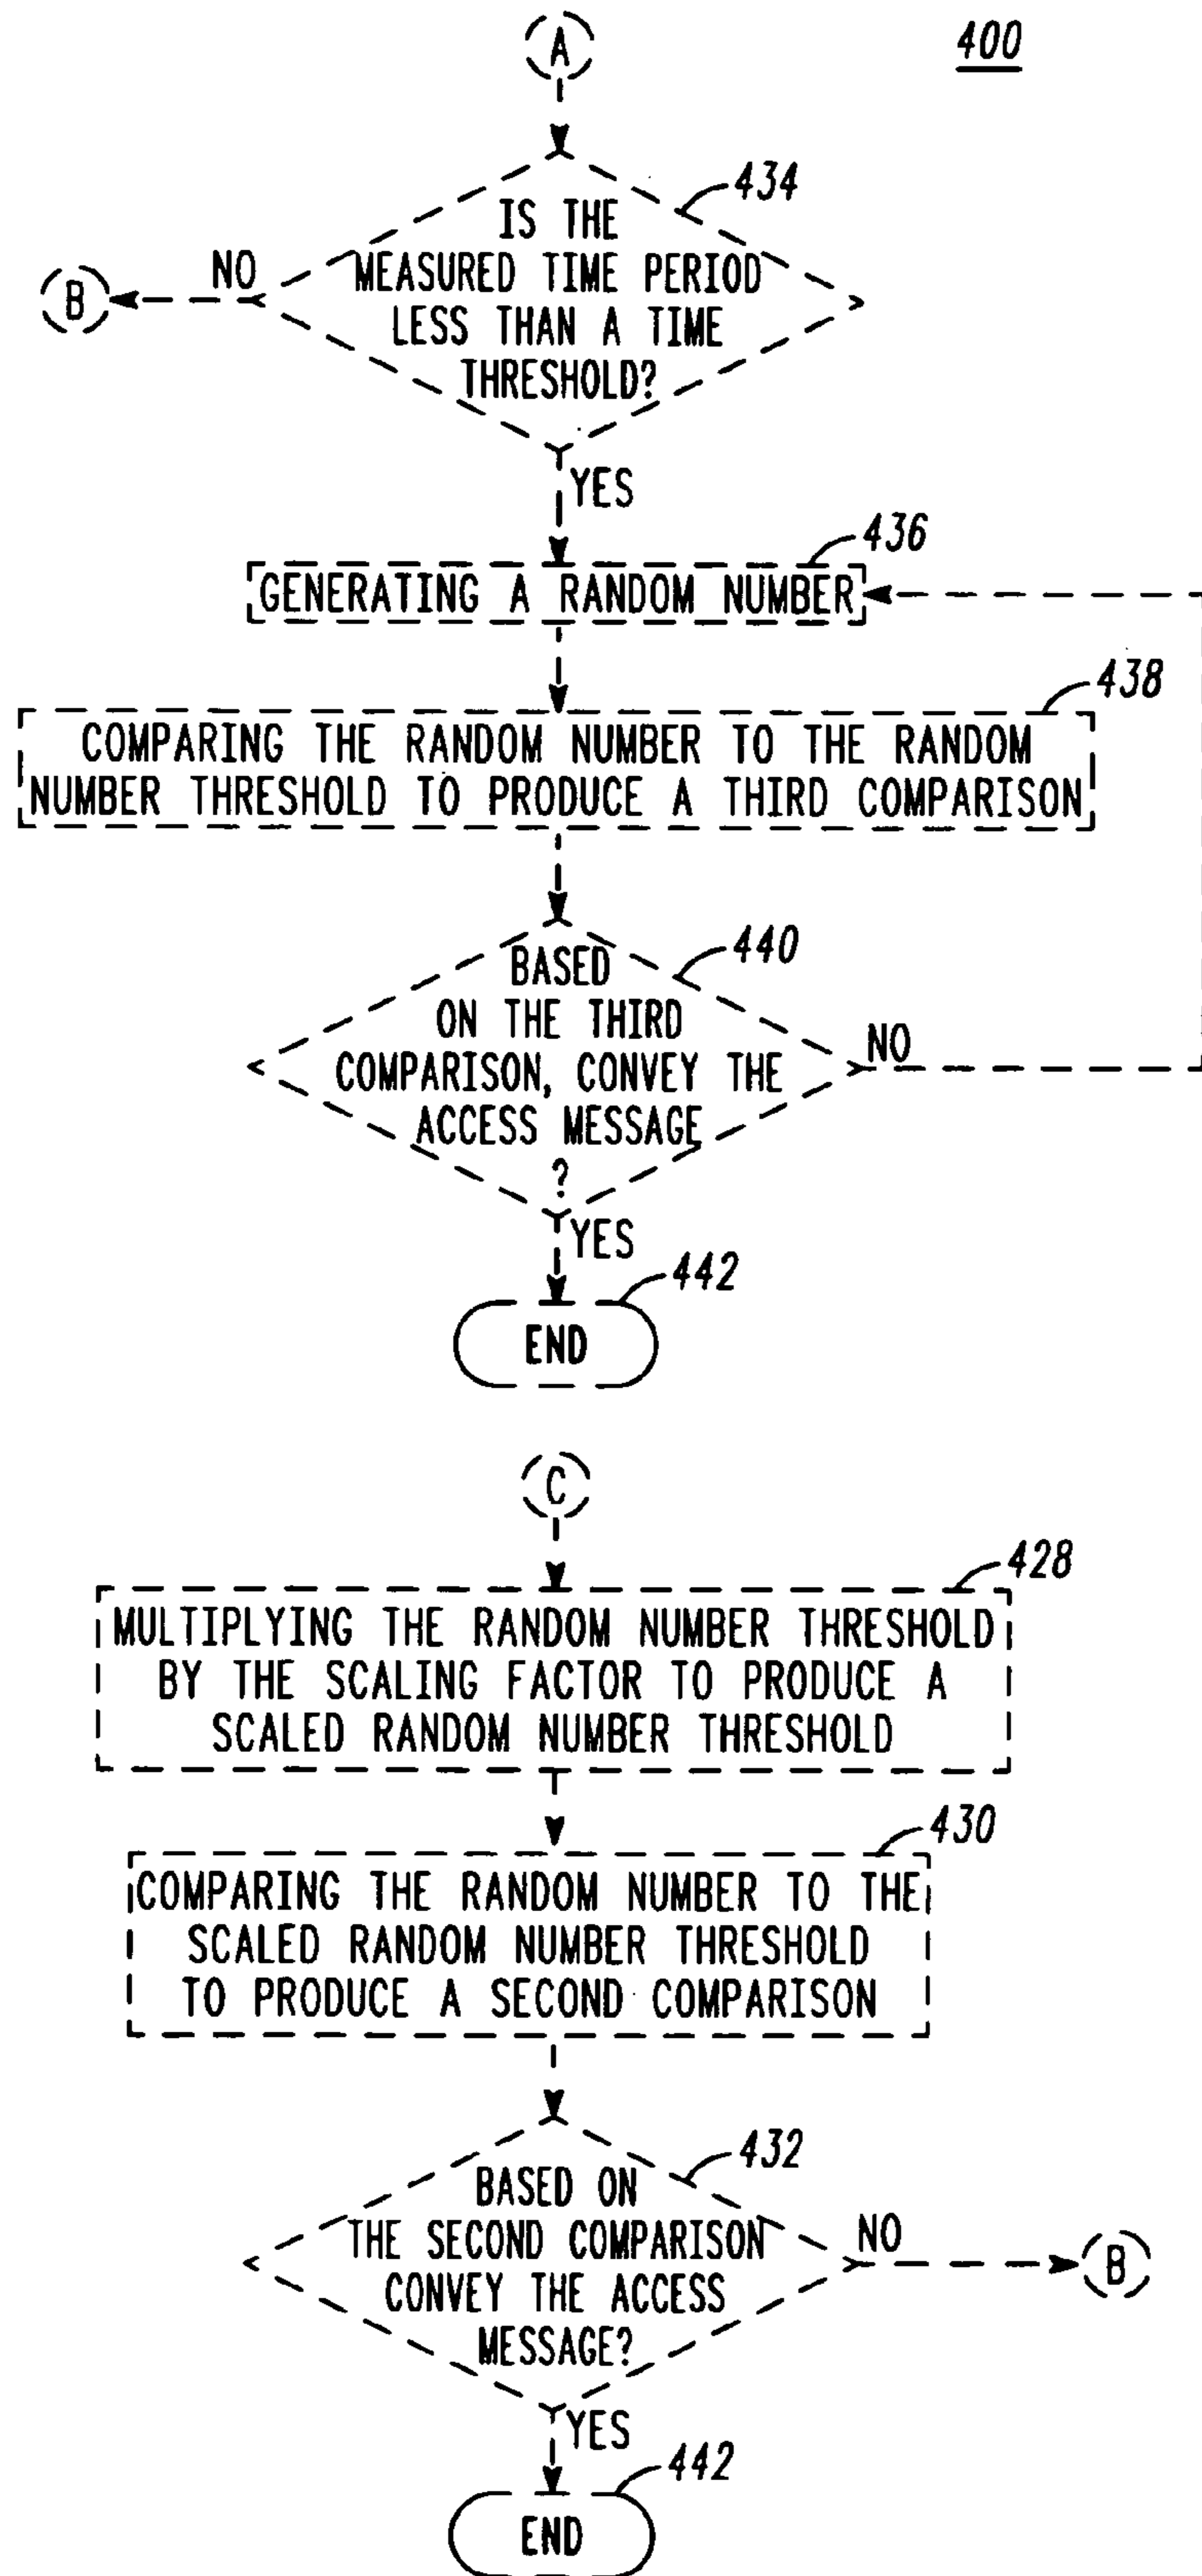 A
400
434
IS THE
MEASURED TIME PERIOD
LESS THAN A TIME
THRESHOLD?
NO
B
YES
436
GENERATING A RANDOM NUMBER
438
COMPARING THE RANDOM NUMBER TO THE RANDOM
NUMBER THRESHOLD TO PRODUCE A THIRD COMPARISON
440
BASED
ON THE THIRD
COMPARISON, CONVEY THE
ACCESS MESSAGE
?
NO
YES
442
END
C
428
MULTIPLYING THE RANDOM NUMBER THRESHOLD
BY THE SCALING FACTOR TO PRODUCE A
SCALED RANDOM NUMBER THRESHOLD
430
COMPARING THE RANDOM NUMBER TO THE
SCALED RANDOM NUMBER THRESHOLD
TO PRODUCE A SECOND COMPARISON
432
BASED ON
THE SECOND COMPARISON
CONVEY THE ACCESS
MESSAGE?
NO
B
YES
442
END